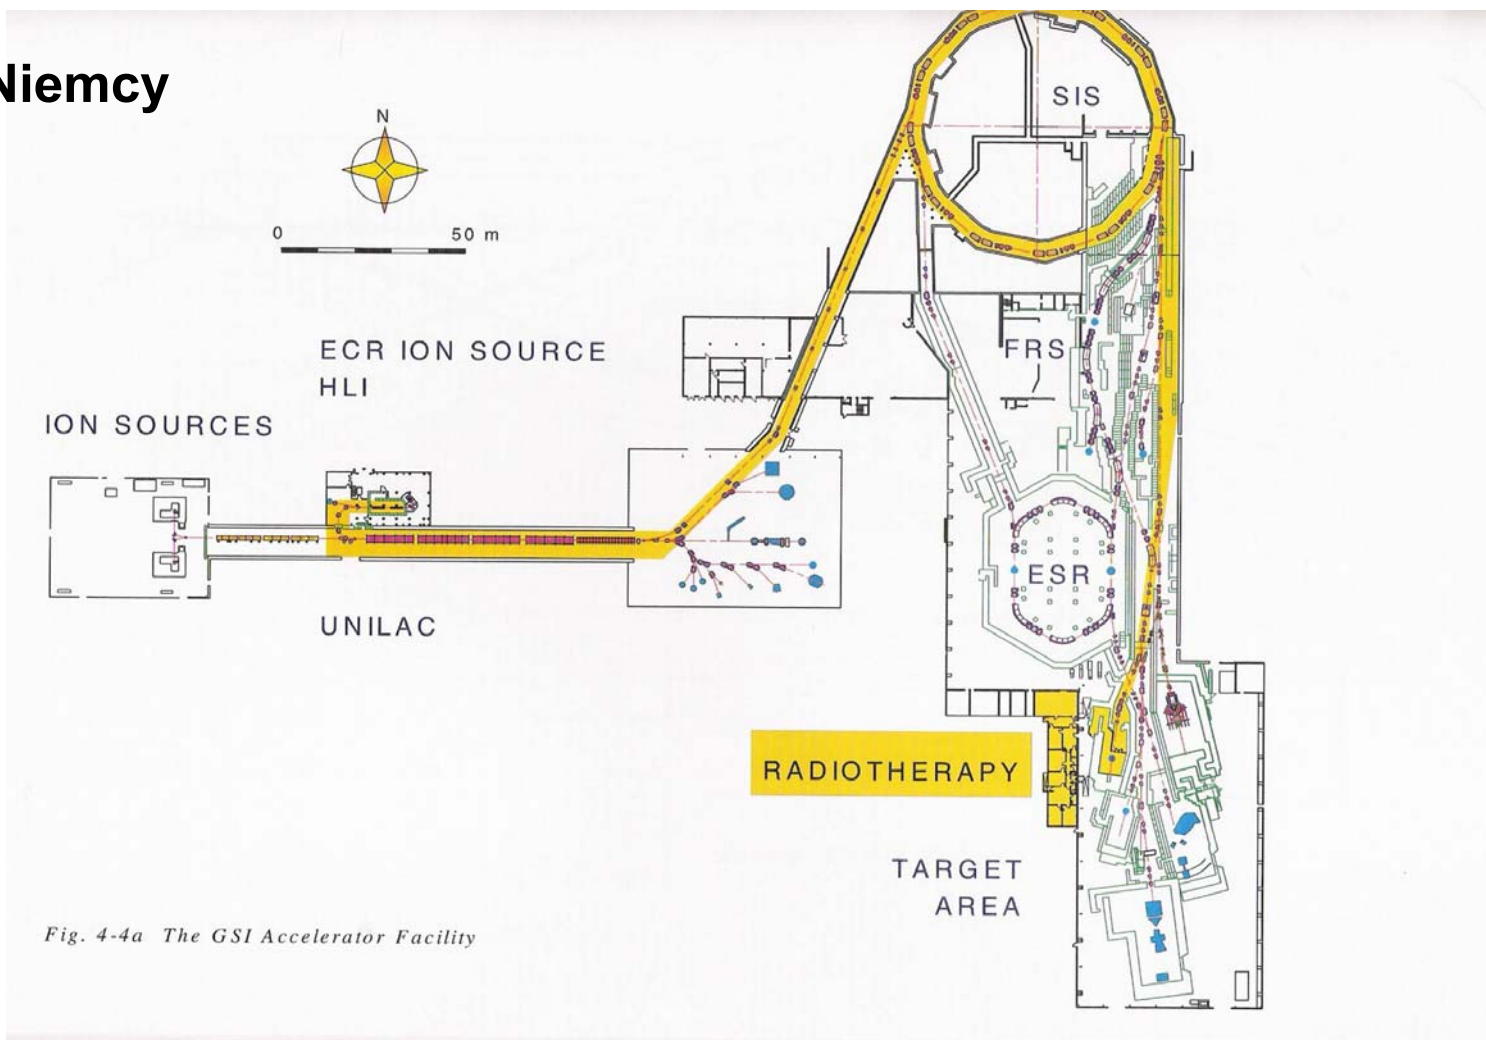 Niemcy
N
0 50 m
SIS
ECR ION SOURCE
HLI
FRS
ION SOURCES
ESR
UNILAC
RADIOTHERAPY
TARGET
AREA
Fig. 4-4a The GSI Accelerator Facility